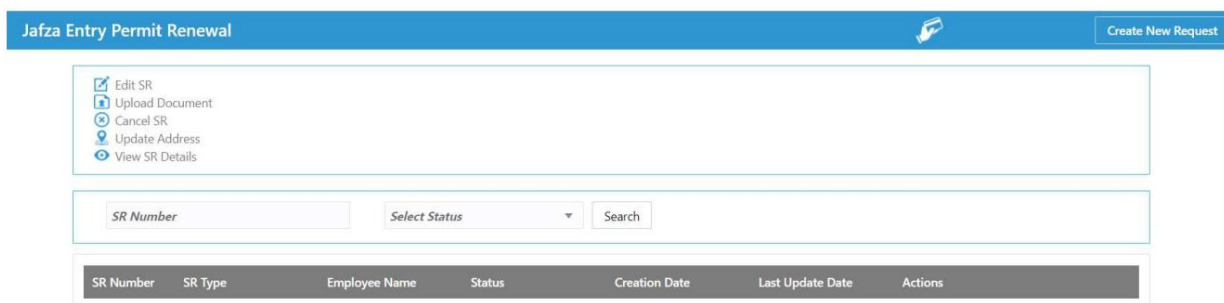 Jafza Entry Permit Renewal Create New Request
Edit SR
Upload Document
Cancel SR
Update Address
View SR Details
SR Number Select Status Search
SR Number SR Type Employee Name Status Creation Date Last Update Date Actions